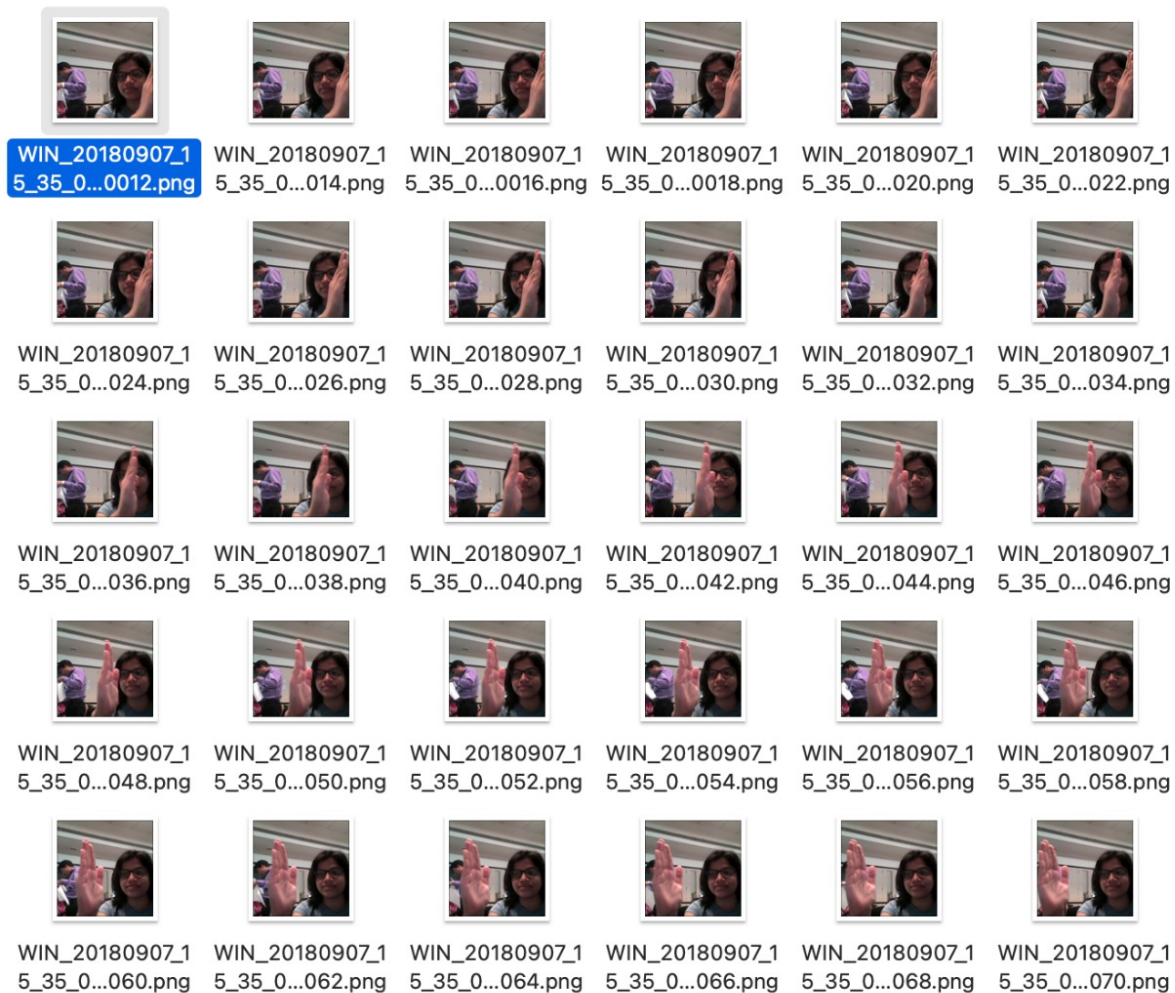 WIN_20180907_1
5_35_0...0012.png
WIN_20180907_1
5_35_0...014.png
WIN_20180907_1
5_35_0...0016.png
WIN_20180907_1
5_35_0...0018.png
WIN_20180907_1
5_35_0...020.png
WIN_20180907_1
5_35_0...022.png
WIN_20180907_1
5_35_0...024.png
WIN_20180907_1
5_35_0...026.png
WIN_20180907_1
5_35_0...028.png
WIN_20180907_1
5_35_0...030.png
WIN_20180907_1
5_35_0...032.png
WIN_20180907_1
5_35_0...034.png
WIN_20180907_1
5_35_0...036.png
WIN_20180907_1
5_35_0...038.png
WIN_20180907_1
5_35_0...040.png
WIN_20180907_1
5_35_0...042.png
WIN_20180907_1
5_35_0...044.png
WIN_20180907_1
5_35_0...046.png
WIN_20180907_1
5_35_0...048.png
WIN_20180907_1
5_35_0...050.png
WIN_20180907_1
5_35_0...052.png
WIN_20180907_1
5_35_0...054.png
WIN_20180907_1
5_35_0...056.png
WIN_20180907_1
5_35_0...058.png
WIN_20180907_1
5_35_0...060.png
WIN_20180907_1
5_35_0...062.png
WIN_20180907_1
5_35_0...064.png
WIN_20180907_1
5_35_0...066.png
WIN_20180907_1
5_35_0...068.png
WIN_20180907_1
5_35_0...070.png